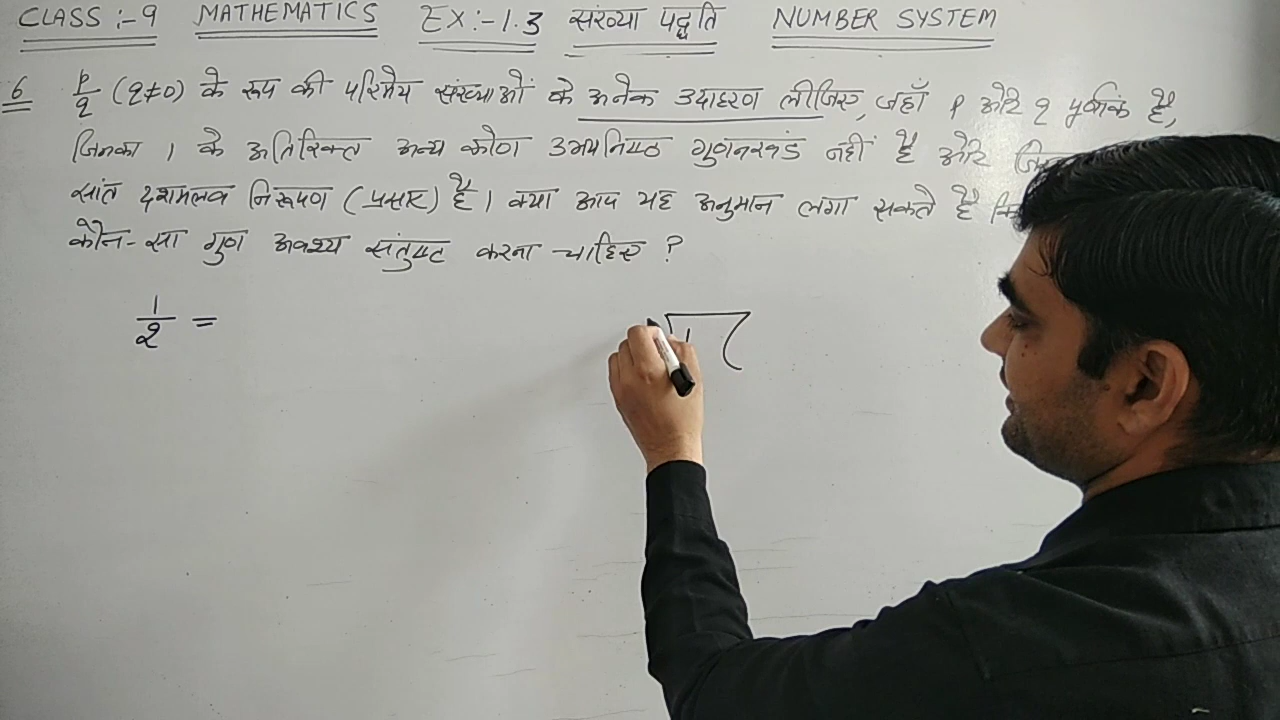 CLASS :- 9 MATHEMATICS EX:- 1.3 संख्या पद्धति NUMBER SYSTEM
6 p/q (q≠0) के रूप की परिमेय संख्याओं के अनेक उदाहरण लीजिए, जहाँ p और q पूर्णांक है,
जिनका 1 के अतिरिक्त अन्य कोण उभयनिष्ठ गुणनखंड नहीं है और
सांत दशमलव निरूपण (प्रसार) है। क्या आप यह अनुमान लगा सकते है
कौन-सा गुण अवश्य संतुष्ट करना चाहिए ?
1/2 =
1